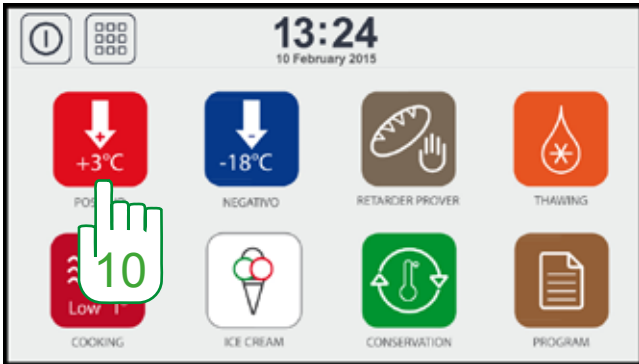 13:24
10 February 2015
+
+3°C
-
-18°C
NEGATIVO
RETARDER PROVER
THAWING
10
Low
COOKING
ICE CREAM
CONSERVATION
PROGRAM